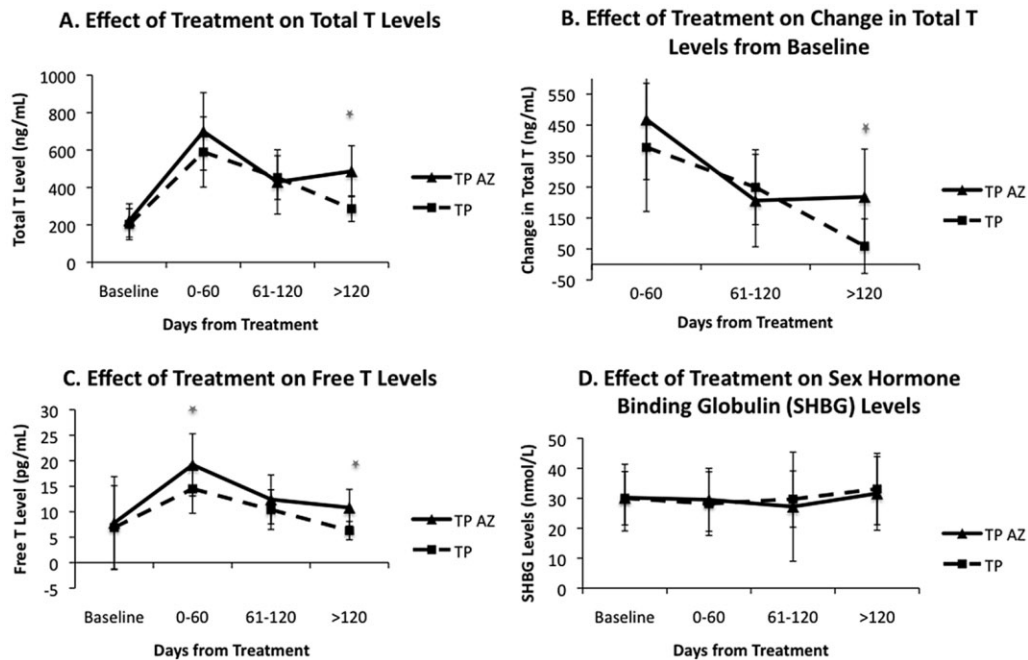 A. Effect of Treatment on Total T Levels
Total T Level (ng/mL)
1000
800
600
400
200
0
Baseline 0-60 61-120 >120
Days from Treatment
TP AZ
TP
B. Effect of Treatment on Change in Total T
Levels from Baseline
Change in Total T (ng/mL)
550
450
350
250
150
50
-50
0-60 61-120 >120
Days from Treatment
TP AZ
TP
C. Effect of Treatment on Free T Levels
Free T Level (pg/mL)
30
25
20
15
10
5
0
-5
Baseline 0-60 61-120 >120
Days from Treatment
TP AZ
TP
D. Effect of Treatment on Sex Hormone
Binding Globulin (SHBG) Levels
SHBG Levels (nmol/L)
50
40
30
20
10
0
Baseline 0-60 61-120 >120
Days from Treatment
TP AZ
TP